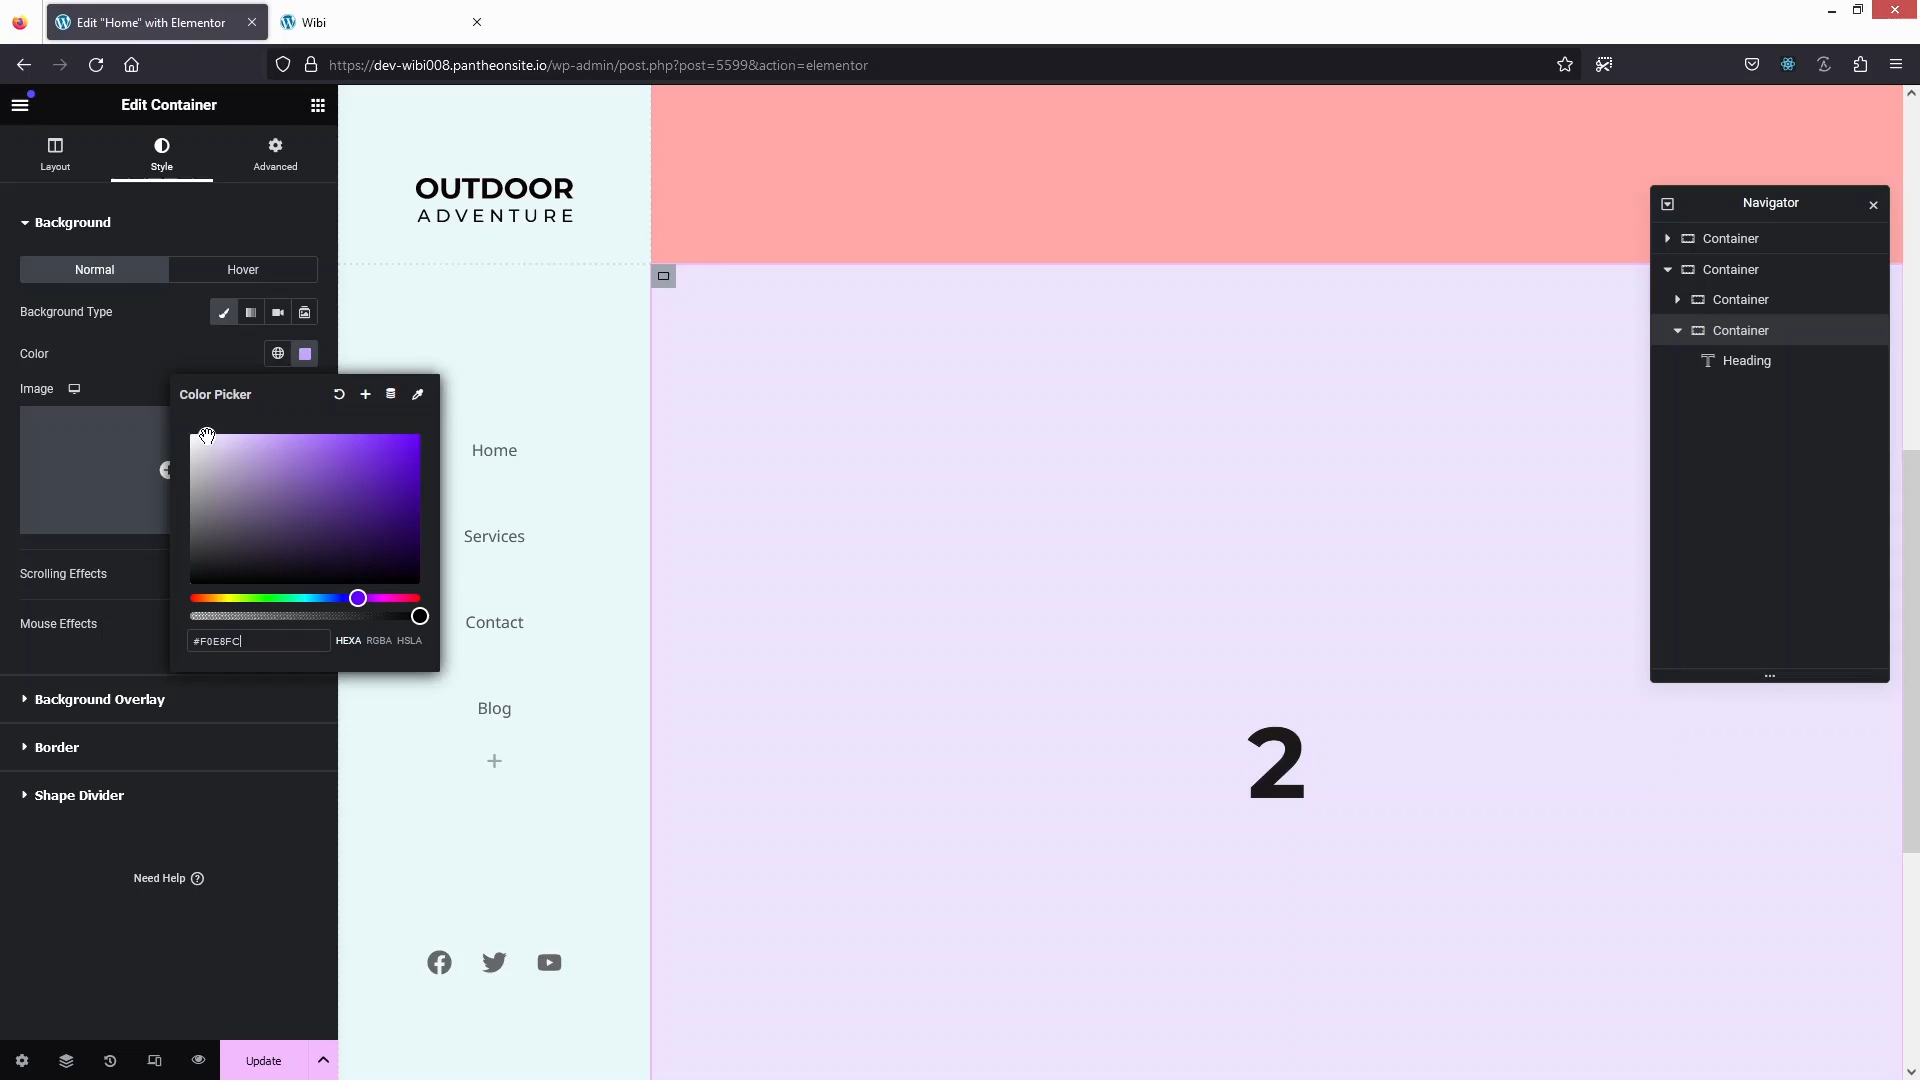 Edit "Home" with Elementor
Wibi
https://dev-wibi008.pantheonsite.io/wp-admin/post.php?post=5599&action=elementor
Edit Container
Layout
Style
Advanced
Background
Normal
Hover
Background Type
Color
Image
Color Picker
#F0E8FC
HEXA
RGBA
HSLA
Scrolling Effects
Mouse Effects
Background Overlay
Border
Shape Divider
Need Help
Update
OUTDOOR
ADVENTURE
Home
Services
Contact
Blog
2
Navigator
Container
Container
Container
Container
Heading